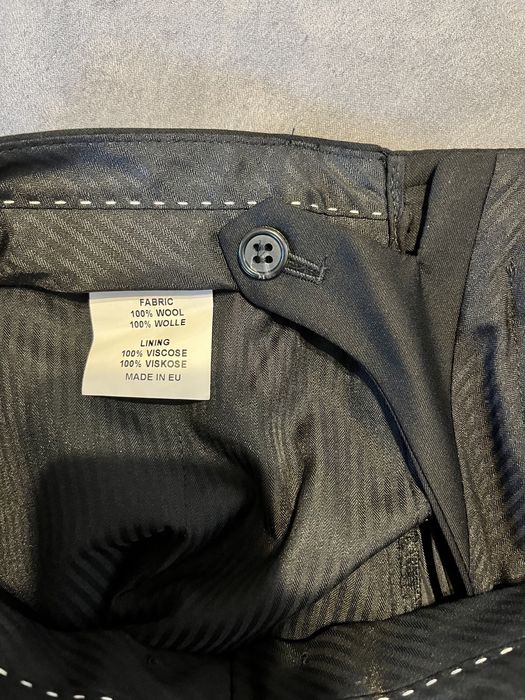 FABRIC
100% WOOL
100% WOLLE
LINING
100% VISCOSE
100% VISKOSE
MADE IN EU